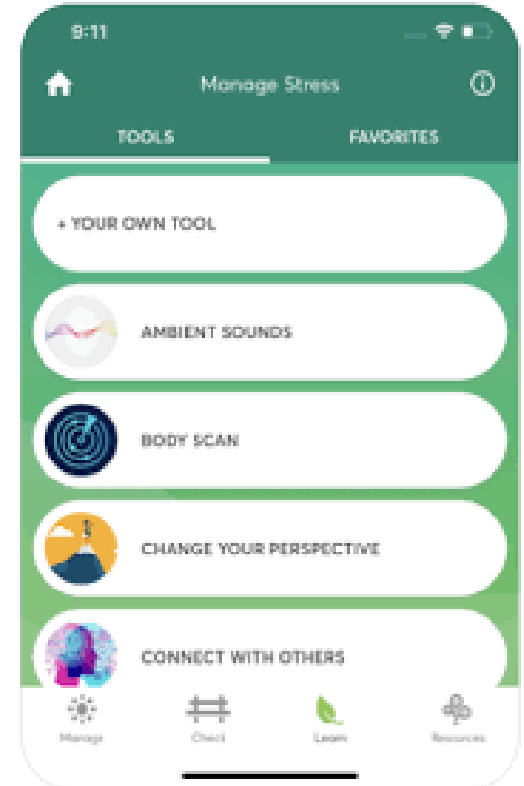 9:11
Manage Stress
TOOLS FAVORITES
+ YOUR OWN TOOL
AMBIENT SOUNDS
BODY SCAN
CHANGE YOUR PERSPECTIVE
CONNECT WITH OTHERS
Manage Check Learn Resources